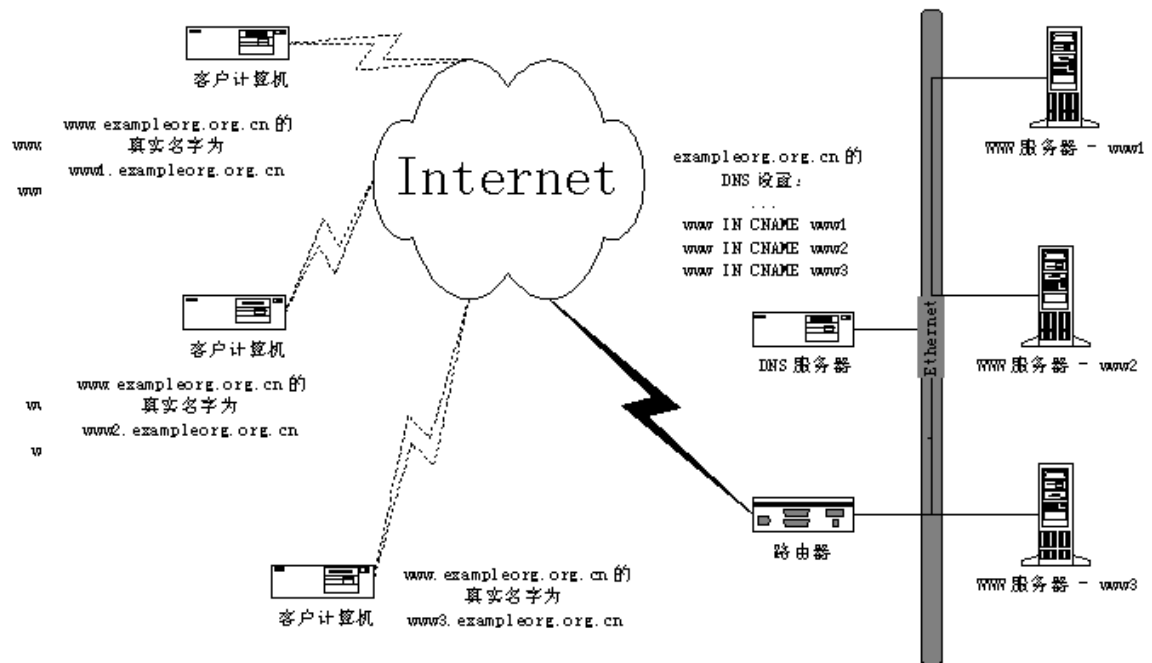 客户计算机
www.exampleorg.org.cn 的
真实名字为
www1.exampleorg.org.cn
客户计算机
www.exampleorg.org.cn 的
真实名字为
www2.exampleorg.org.cn
客户计算机
www.exampleorg.org.cn 的
真实名字为
www3.exampleorg.org.cn
Internet
exampleorg.org.cn 的
DNS 设置:
...
www IN CNAME www1
www IN CNAME www2
www IN CNAME www3
DNS 服务器
路由器
Ethernet
WWW 服务器 - www1
WWW 服务器 - www2
WWW 服务器 - www3